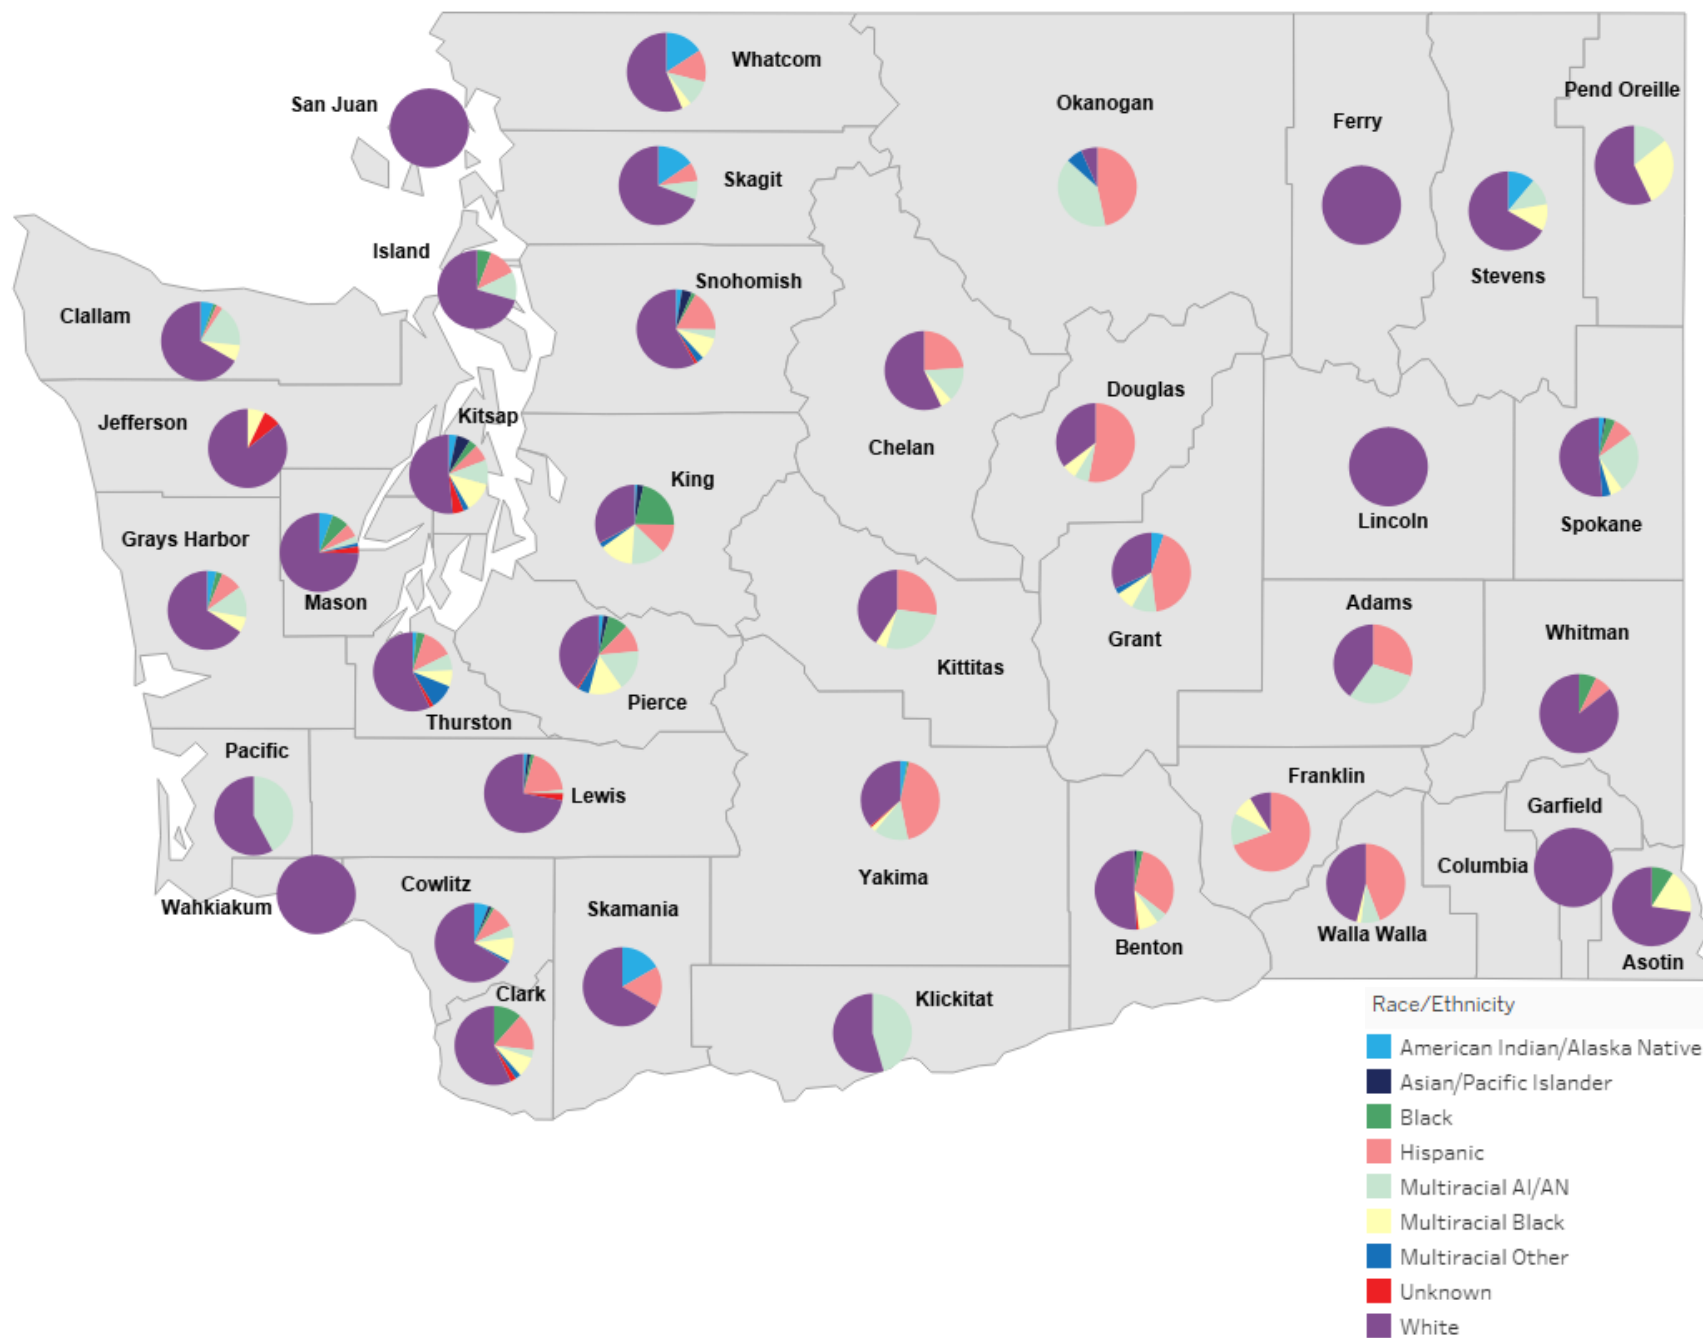 Whatcom
Pend Oreille
San Juan
Okanogan
Ferry
Skagit
Island
Stevens
Snohomish
Clallam
Douglas
Kitsap
Jefferson
Chelan
King
Lincoln
Spokane
Grays Harbor
Mason
Adams
Whitman
Grant
Kittitas
Pierce
Thurston
Pacific
Franklin
Lewis
Garfield
Columbia
Yakima
Cowlitz
Wahkiakum
Skamania
Walla Walla
Benton
Asotin
Clark
Klickitat
Race/Ethnicity
American Indian/Alaska Native
Asian/Pacific Islander
Black
Hispanic
Multiracial AI/AN
Multiracial Black
Multiracial Other
Unknown
White